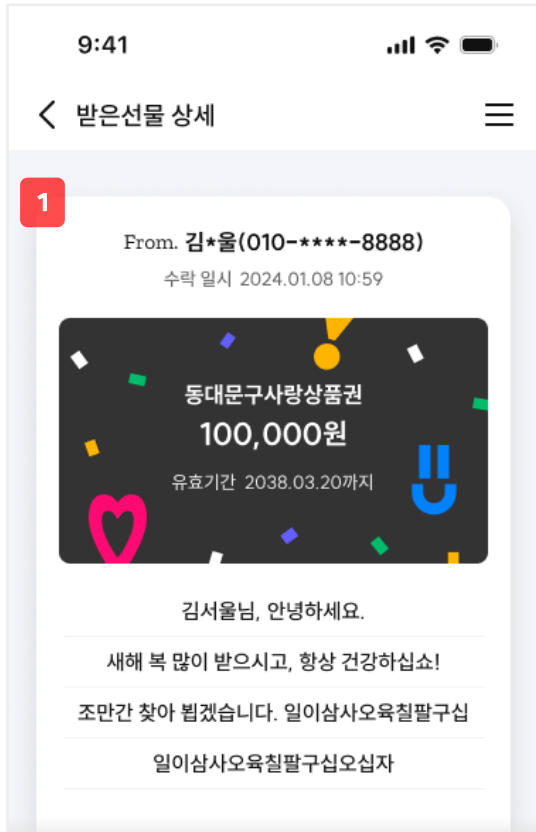 9:41
받은선물 상세
1
From. 김*울(010-****-8888)
수락 일시 2024.01.08 10:59
동대문구사랑상품권
100,000원
유효기간 2038.03.20까지
김서울님, 안녕하세요.
새해 복 많이 받으시고, 항상 건강하십쇼!
조만간 찾아 뵙겠습니다. 일이삼사오육칠팔구십
일이삼사오육칠팔구십오십자